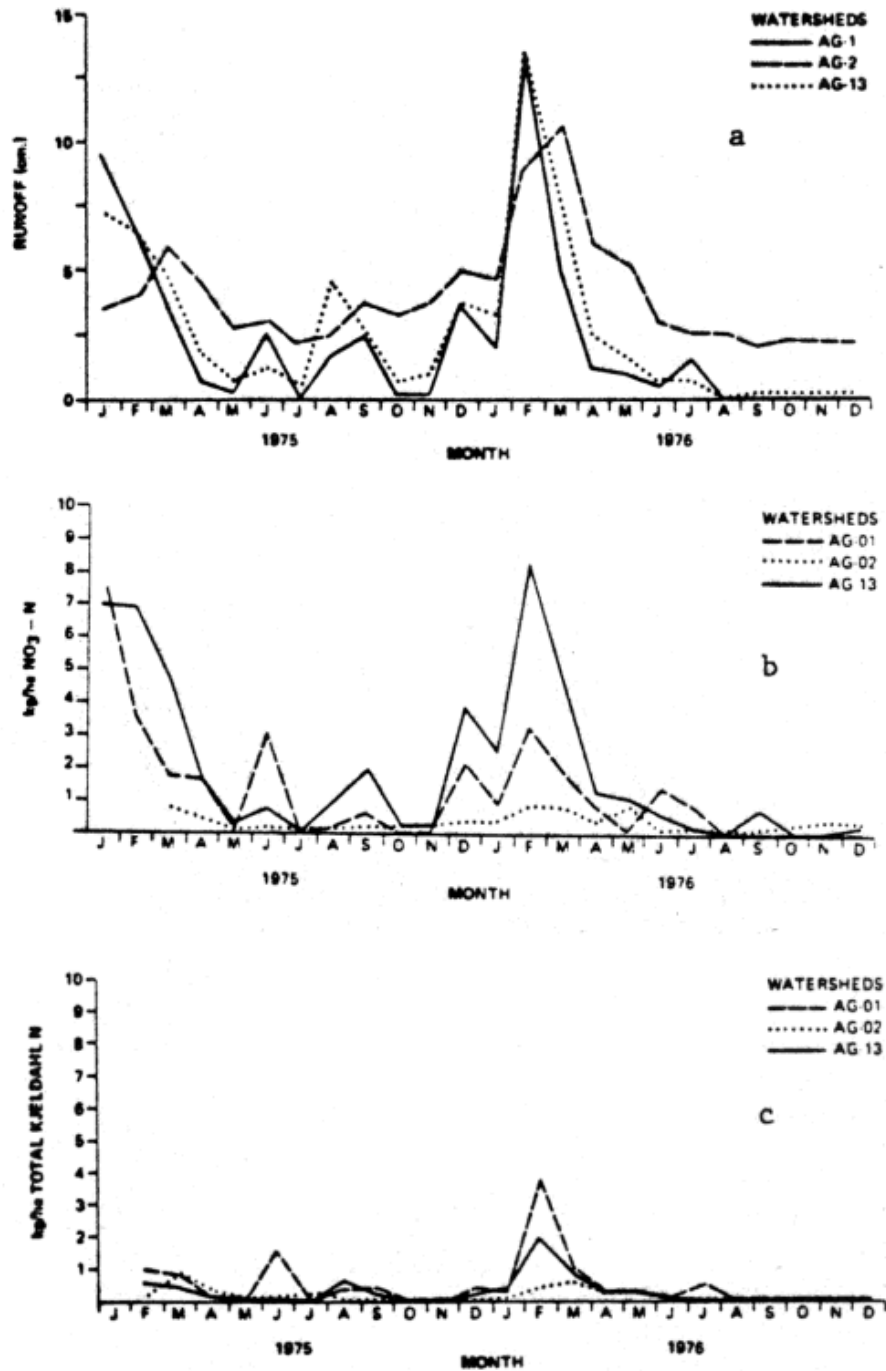 15
10
5
0
RUNOFF (cm.)
WATERSHEDS
AG-1
AG-2
AG-13
a
J F M A M J J A S O N D J F M A M J J A S O N D
1975 1976
MONTH
10
9
8
7
6
5
4
3
2
1
kg/ha NO3 – N
WATERSHEDS
AG-01
AG-02
AG 13
b
J F M A M J J A S O N D J F M A M J J A S O N D
1975 1976
MONTH
10
9
8
7
6
5
4
3
2
1
kg/ha TOTAL KJELDAHL N
WATERSHEDS
AG-01
AG-02
AG-13
c
J F M A M J J A S O N D J F M A M J J A S O N D
1975 1976
MONTH